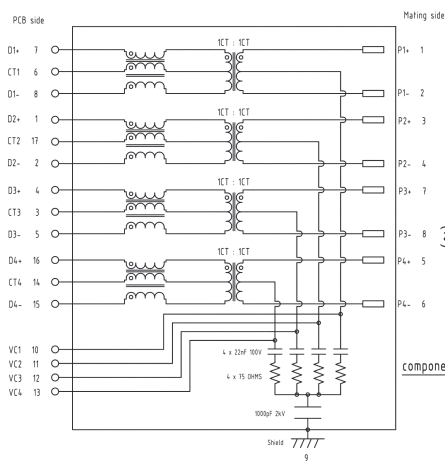 PCB side
Mating side
1CT : 1CT
D1+ 7
P1+ 1
CT1 6
D1- 8
P1- 2
1CT : 1CT
D2+ 1
P2+ 3
CT2 17
D2- 2
P2- 4
1CT : 1CT
D3+ 4
P3+ 7
CT3 3
D3- 5
P3- 8
1CT : 1CT
D4+ 16
P4+ 5
CT4 14
D4- 15
P4- 6
VC1 10
VC2 11
VC3 12
VC4 13
4 x 22nF 100V
4 x 75 OHMS
compone
1000pF 2kV
Shield
9